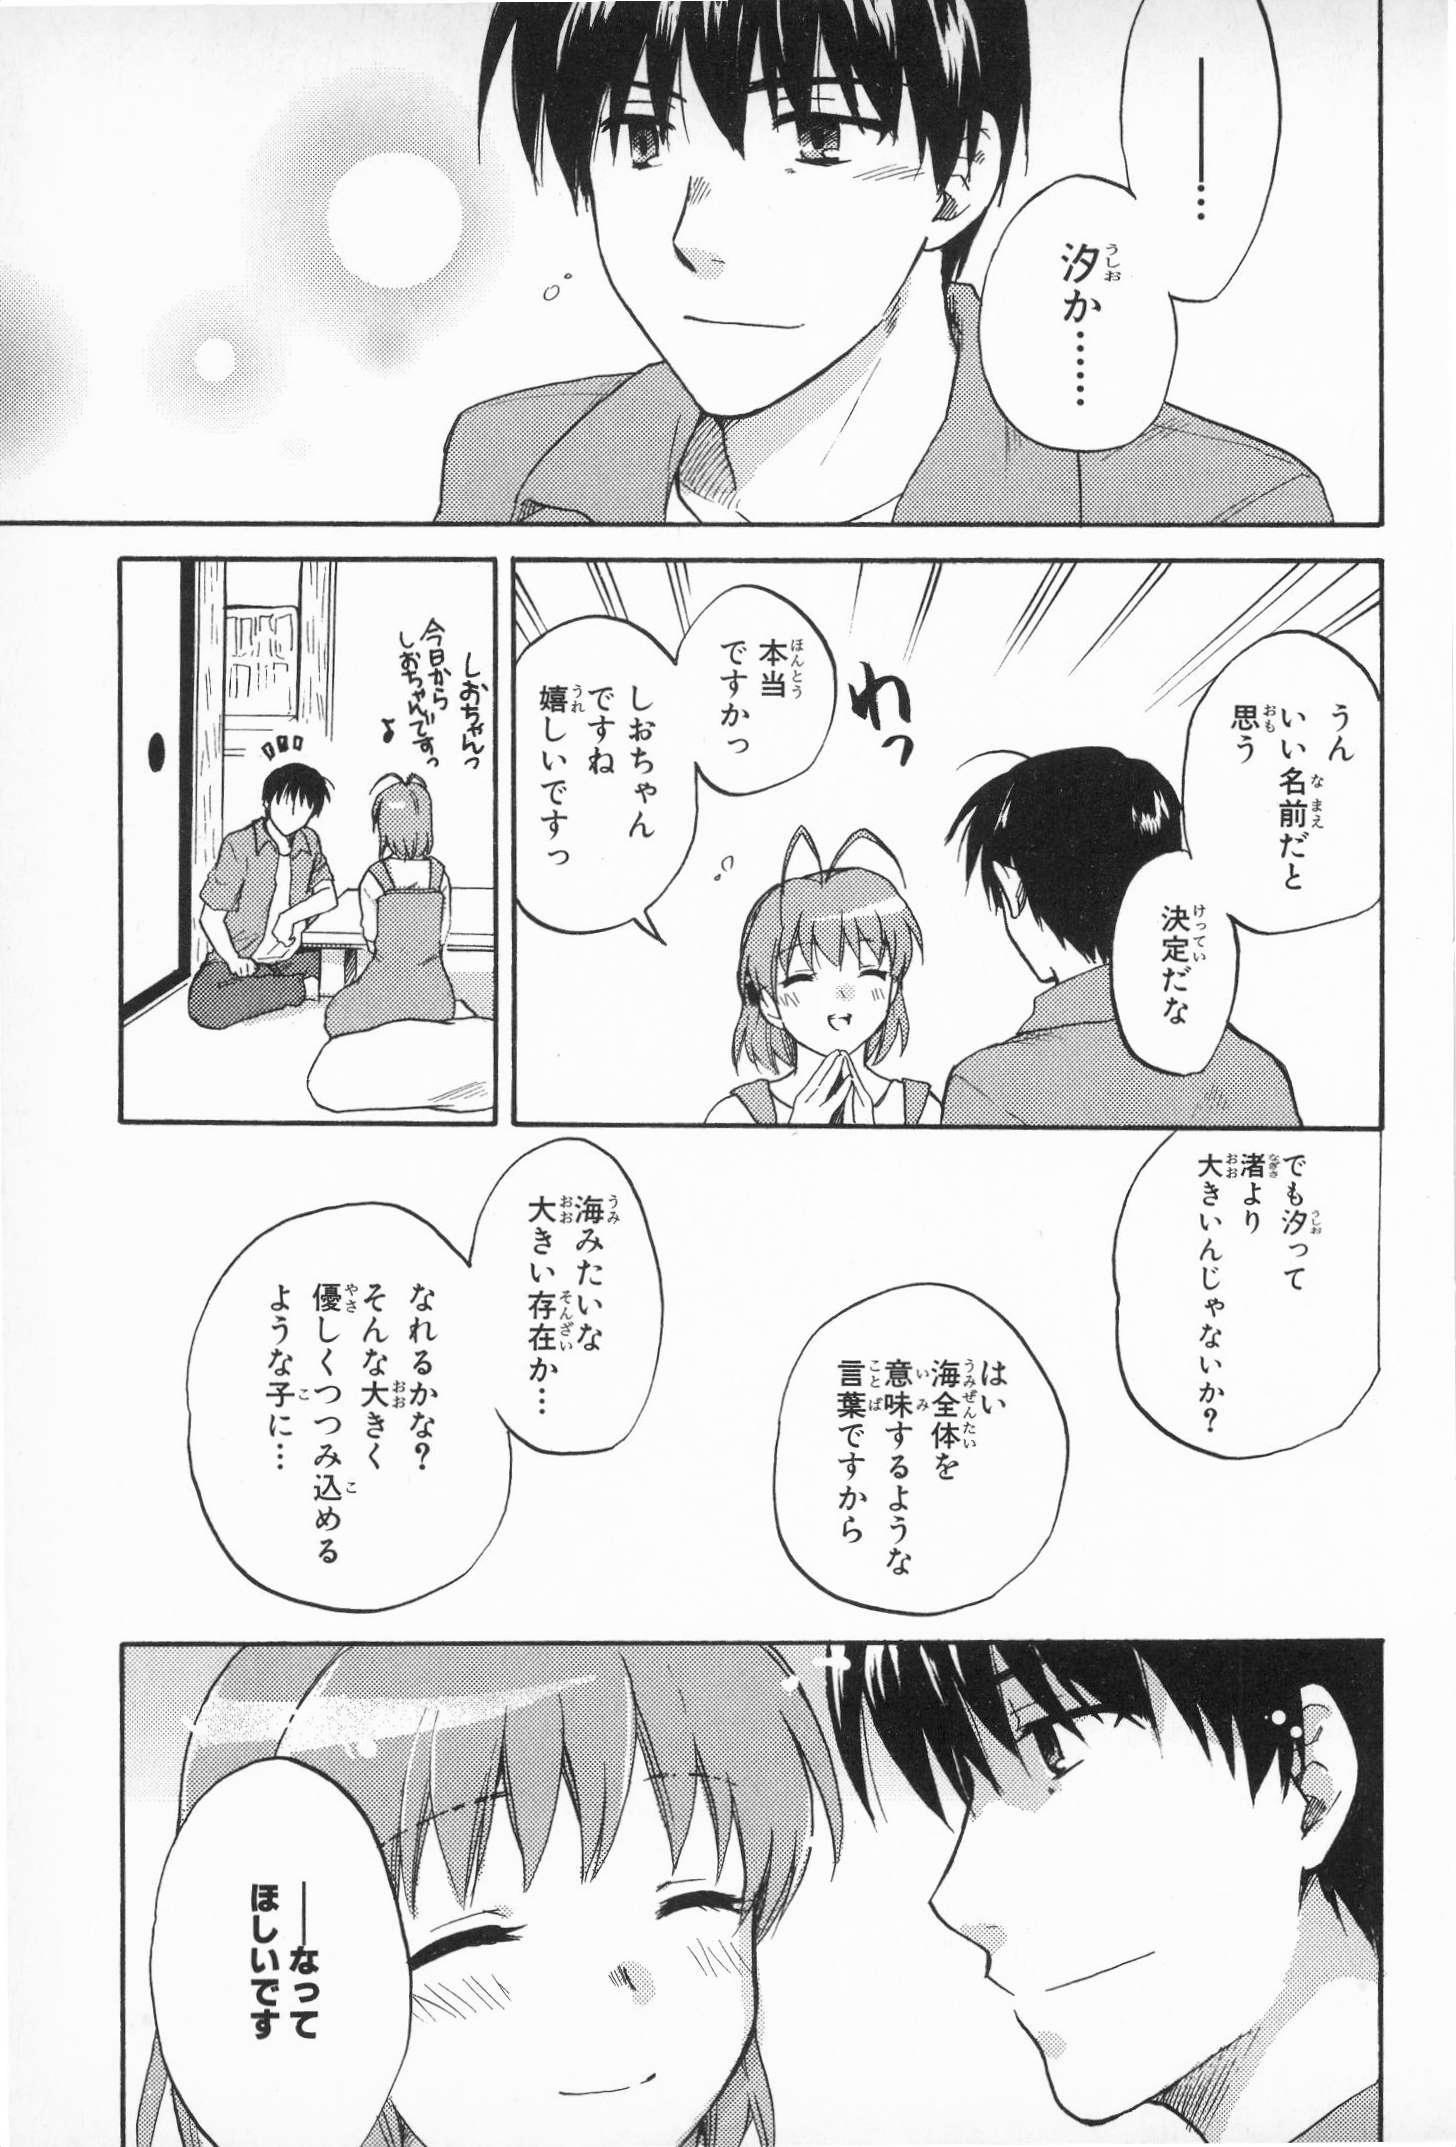 ――…
汐か……
うん
いい名前だと
思う
決定だな
わっ
本当
ですかっ
しおちゃん
ですね
嬉しいですっ
しおちゃんっ
今日から
しおちゃんですっ
♪
でも汐って
渚より
大きいんじゃないか？
はい
海全体を
意味するような
言葉ですから
海みたいな
大きい存在か…
なれるかな？
そんな大きく
優しくつつみ込める
ような子に…
――なって
ほしいです